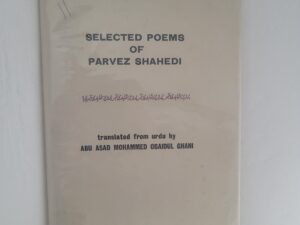 SELECTED POEMS
OF
PARVEZ SHAHEDI
translated from urdu by
ABU ASAD MOHAMMED OBAIDUL GHANI